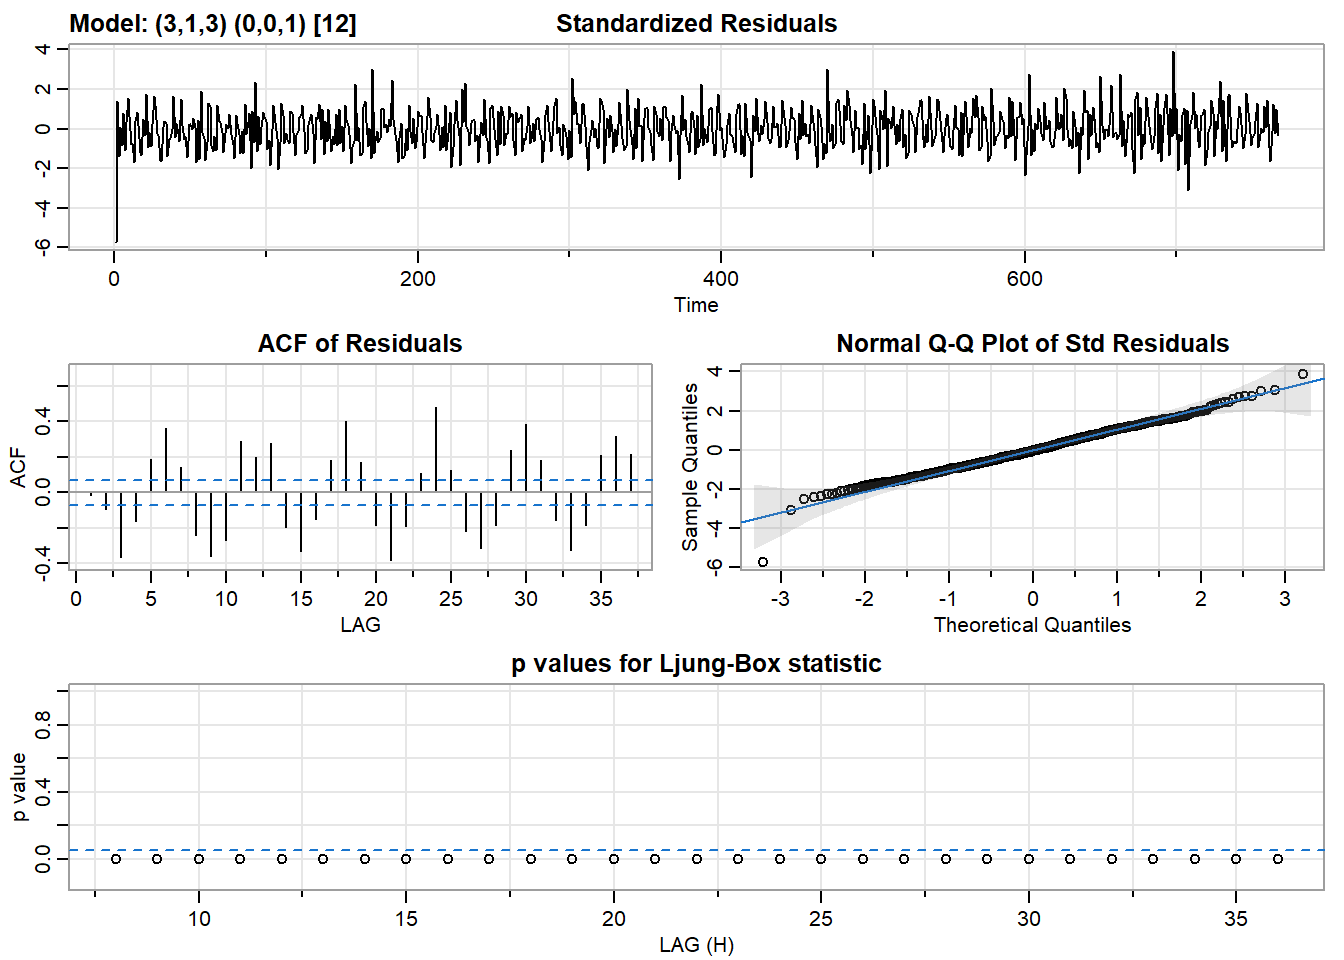 Model: (3,1,3) (0,0,1) [12] Standardized Residuals
4
2
0
-2
-4
-6
0 200 400 600
Time
ACF of Residuals
ACF
0.4
0.0
-0.4
0 5 10 15 20 25 30 35
LAG
Normal Q-Q Plot of Std Residuals
Sample Quantiles
4
2
0
-2
-4
-6
-3 -2 -1 0 1 2 3
Theoretical Quantiles
p values for Ljung-Box statistic
p value
0.8
0.4
0.0
10 15 20 25 30 35
LAG (H)